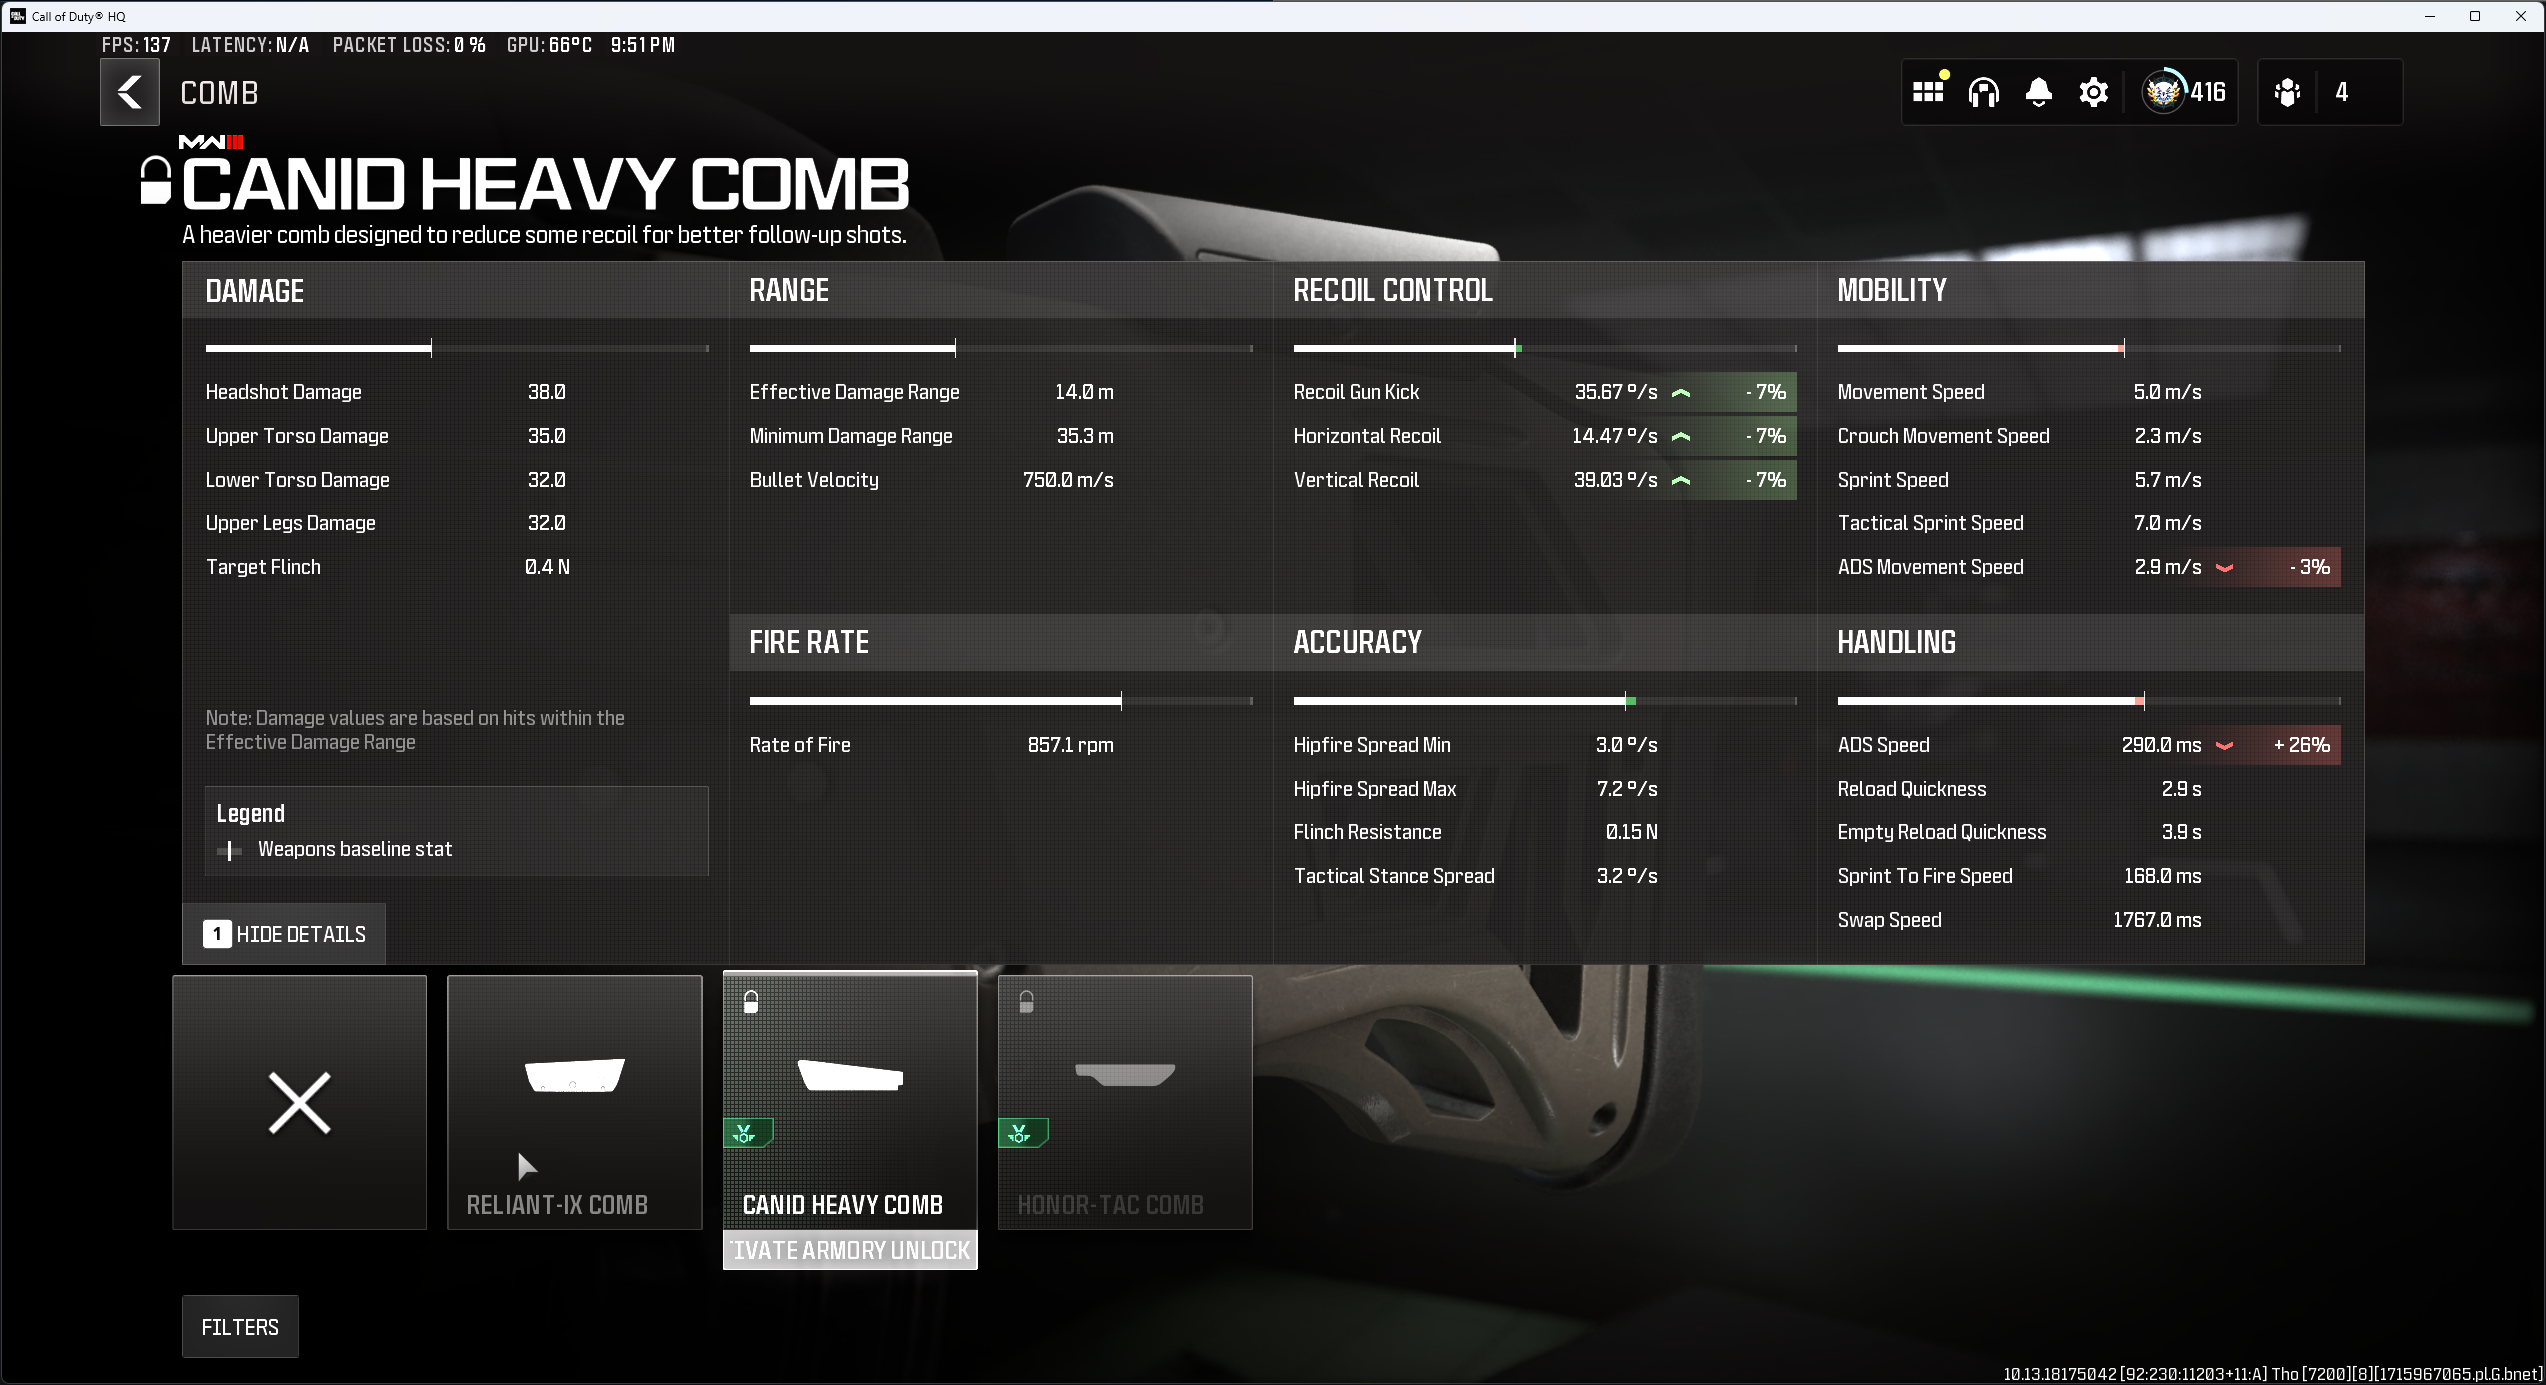 Call of Duty® HQ
FPS: 137 LATENCY: N/A PACKET LOSS: 0 % GPU: 66°C 9:51 PM
COMB
416
4
MWIII
CANID HEAVY COMB
A heavier comb designed to reduce some recoil for better follow-up shots.
DAMAGE
Headshot Damage 38.0
Upper Torso Damage 35.0
Lower Torso Damage 32.0
Upper Legs Damage 32.0
Target Flinch 0.4 N
Note: Damage values are based on hits within the
Effective Damage Range
Legend
Weapons baseline stat
1 HIDE DETAILS
RANGE
Effective Damage Range 14.0 m
Minimum Damage Range 35.3 m
Bullet Velocity 750.0 m/s
FIRE RATE
Rate of Fire 857.1 rpm
RECOIL CONTROL
Recoil Gun Kick 35.67 º/s - 7%
Horizontal Recoil 14.47 º/s - 7%
Vertical Recoil 39.03 º/s - 7%
ACCURACY
Hipfire Spread Min 3.0 º/s
Hipfire Spread Max 7.2 º/s
Flinch Resistance 0.15 N
Tactical Stance Spread 3.2 º/s
MOBILITY
Movement Speed 5.0 m/s
Crouch Movement Speed 2.3 m/s
Sprint Speed 5.7 m/s
Tactical Sprint Speed 7.0 m/s
ADS Movement Speed 2.9 m/s - 3%
HANDLING
ADS Speed 290.0 ms + 26%
Reload Quickness 2.9 s
Empty Reload Quickness 3.9 s
Sprint To Fire Speed 168.0 ms
Swap Speed 1767.0 ms
RELIANT-IX COMB
CANID HEAVY COMB
IVATE ARMORY UNLOCK
HONOR-TAC COMB
FILTERS
10.13.18175042 [92:230:11203+11:A] Tho [7200][8][1715967065.pl.G.bnet]